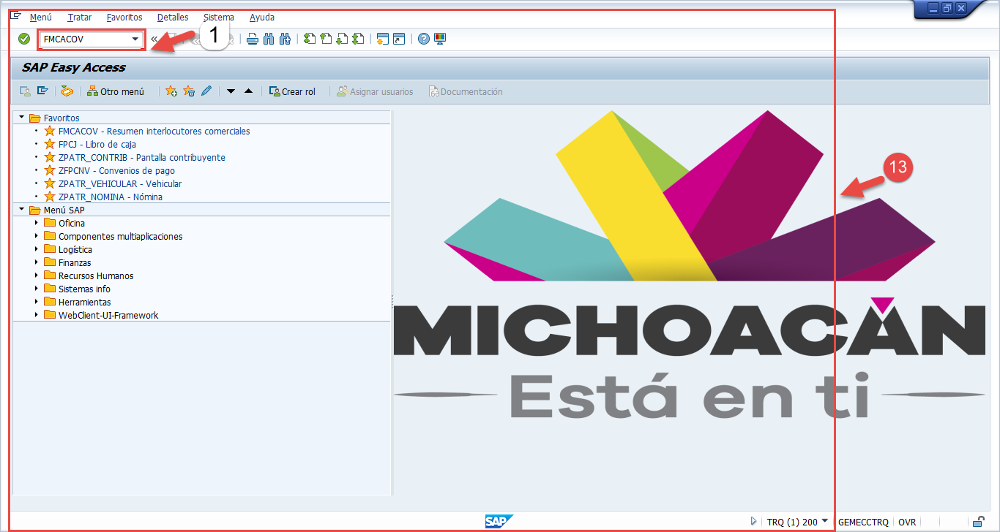 Menú Tratar Favoritos Detalles Sistema Ayuda
FMCACOV
1
SAP Easy Access
Otro menú Crear rol Asignar usuarios Documentación
Favoritos
FMCACOV - Resumen interlocutores comerciales
FPCJ - Libro de caja
ZPATR_CONTRIB - Pantalla contribuyente
ZFPCNV - Convenios de pago
ZPATR_VEHICULAR - Vehicular
ZPATR_NOMINA - Nómina
Menú SAP
Oficina
Componentes multiaplicaciones
Logística
Finanzas
Recursos Humanos
Sistemas info
Herramientas
WebClient-UI-Framework
13
MICHOACÁN
Está en ti
SAP
TRQ (1) 200 GEMECCTRQ OVR